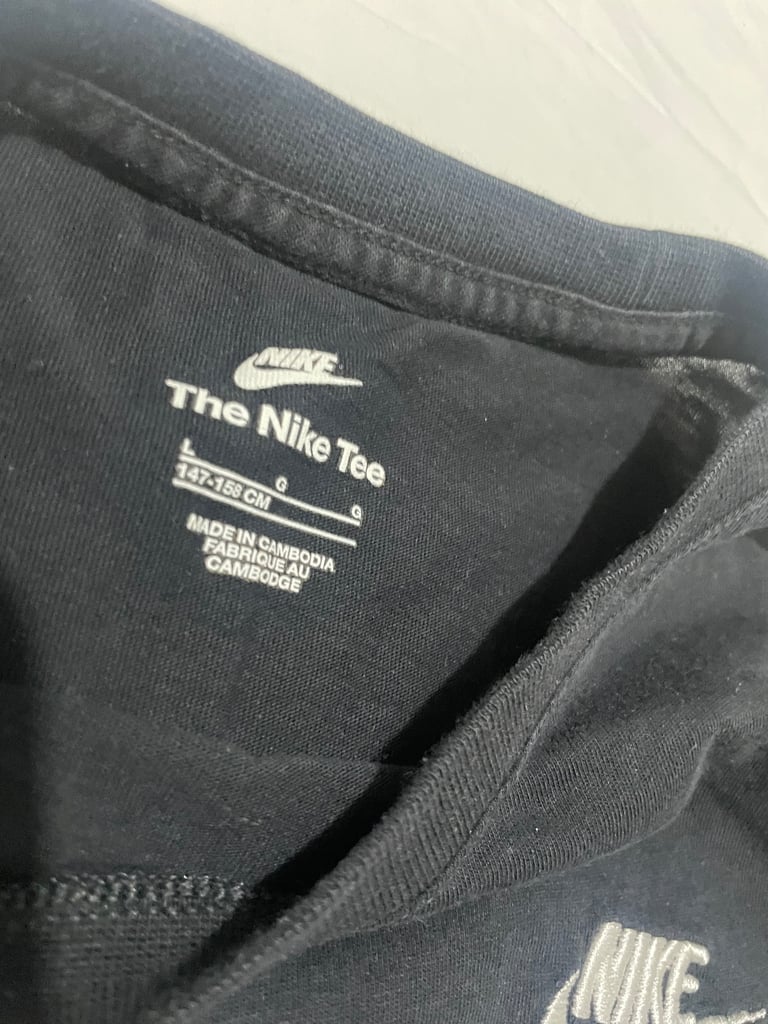 NIKE
The Nike Tee
L G G
147-158 CM
MADE IN CAMBODIA
FABRIQUE AU
CAMBODGE
NIKE